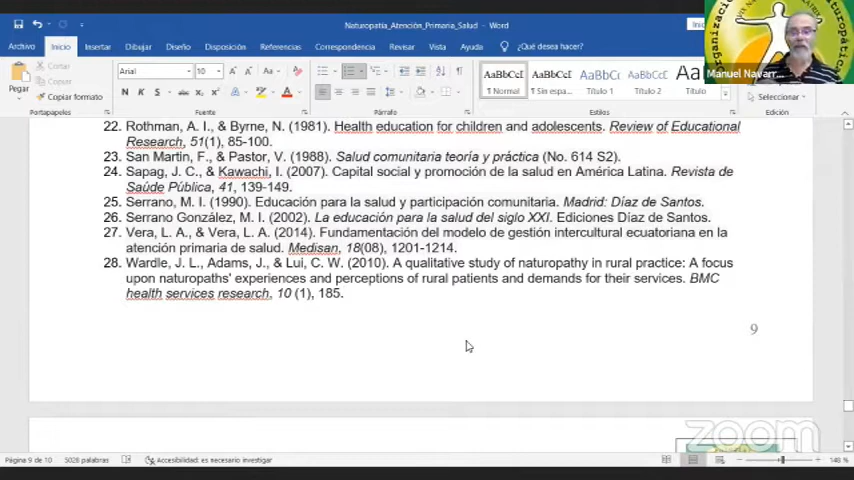 Naturopatía_Atención_Primaria_Salud - Word
Archivo Inicio Insertar Dibujar Diseño Disposición Referencias Correspondencia Revisar Vista Ayuda ¿Qué desea hacer?
Pegar
Cortar
Copiar
Copiar formato
Arial 10
AaBbCcI AaBbCcI AaBbCcI AaBbCcI AaB
¶ Normal ¶ Sin espa... Título 1 Título 2 Título
Seleccionar
Portapapeles Fuente Párrafo Estilos Edición
Manuel Navarr...
22. Rothman, A. I., & Byrne, N. (1981). Health education for children and adolescents. Review of Educational
Research, 51(1), 85-100.
23. San Martin, F., & Pastor, V. (1988). Salud comunitaria teoría y práctica (No. 614 S2).
24. Sapag, J. C., & Kawachi, I. (2007). Capital social y promoción de la salud en América Latina. Revista de
Saúde Pública, 41, 139-149.
25. Serrano, M. I. (1990). Educación para la salud y participación comunitaria. Madrid: Díaz de Santos.
26. Serrano González, M. I. (2002). La educación para la salud del siglo XXI. Ediciones Díaz de Santos.
27. Vera, L. A., & Vera, L. A. (2014). Fundamentación del modelo de gestión intercultural ecuatoriana en la
atención primaria de salud. Medisan, 18(08), 1201-1214.
28. Wardle, J. L., Adams, J., & Lui, C. W. (2010). A qualitative study of naturopathy in rural practice: A focus
upon naturopaths' experiences and perceptions of rural patients and demands for their services. BMC
health services research, 10 (1), 185.
9
zoom
Página 9 de 10 5028 palabras Accesibilidad: es necesario investigar 148 %